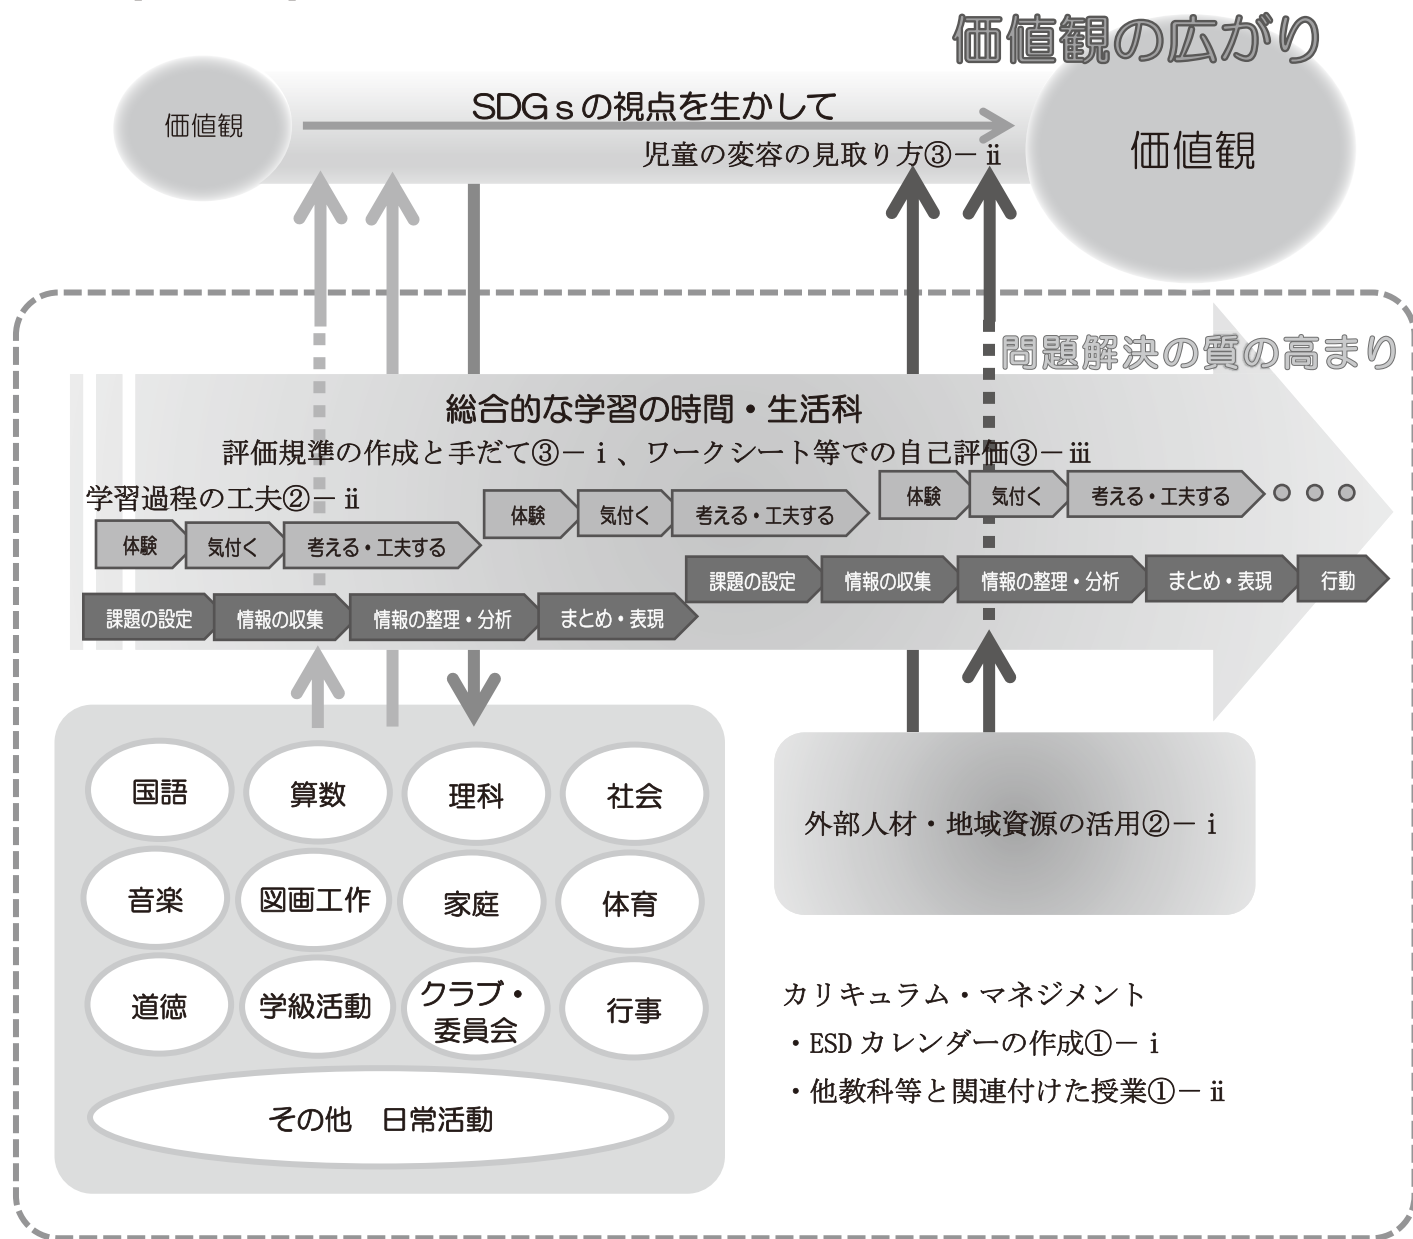 価値観の広がり
価値観
SDGｓの視点を生かして
児童の変容の見取り方③－ⅱ
価値観
問題解決の質の高まり
総合的な学習の時間・生活科
評価規準の作成と手だて③－ⅰ、ワークシート等での自己評価③－ⅲ
学習過程の工夫②－ⅱ
体験 気付く 考える・工夫する
体験 気付く 考える・工夫する
体験 気付く 考える・工夫する
課題の設定 情報の収集 情報の整理・分析 まとめ・表現
課題の設定 情報の収集 情報の整理・分析 まとめ・表現 行動
国語 算数 理科 社会
音楽 図画工作 家庭 体育
道徳 学級活動 クラブ・
委員会 行事
その他　日常活動
外部人材・地域資源の活用②－ⅰ
カリキュラム・マネジメント
・ESD カレンダーの作成①－ⅰ
・他教科等と関連付けた授業①－ⅱ